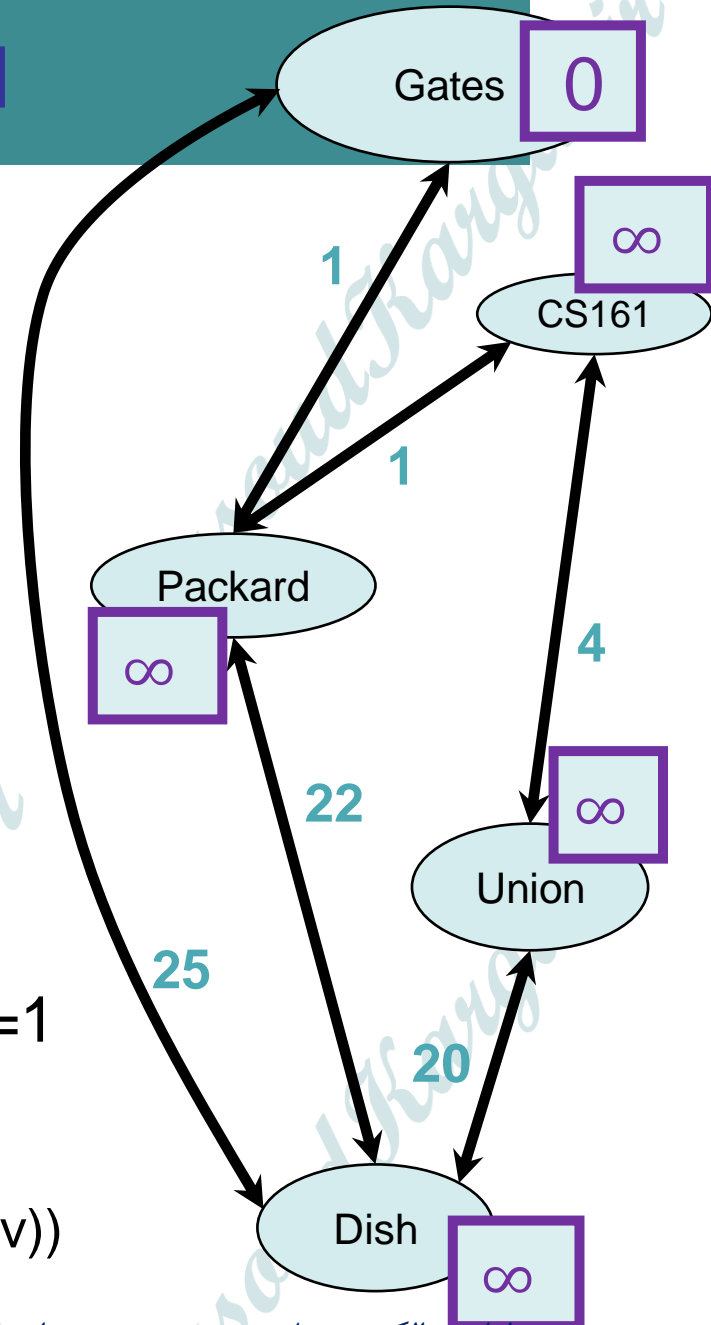 Gates
0
∞
CS161
1
1
Packard
∞
4
22
∞
Union
25
=1
20
v))
Dish
∞